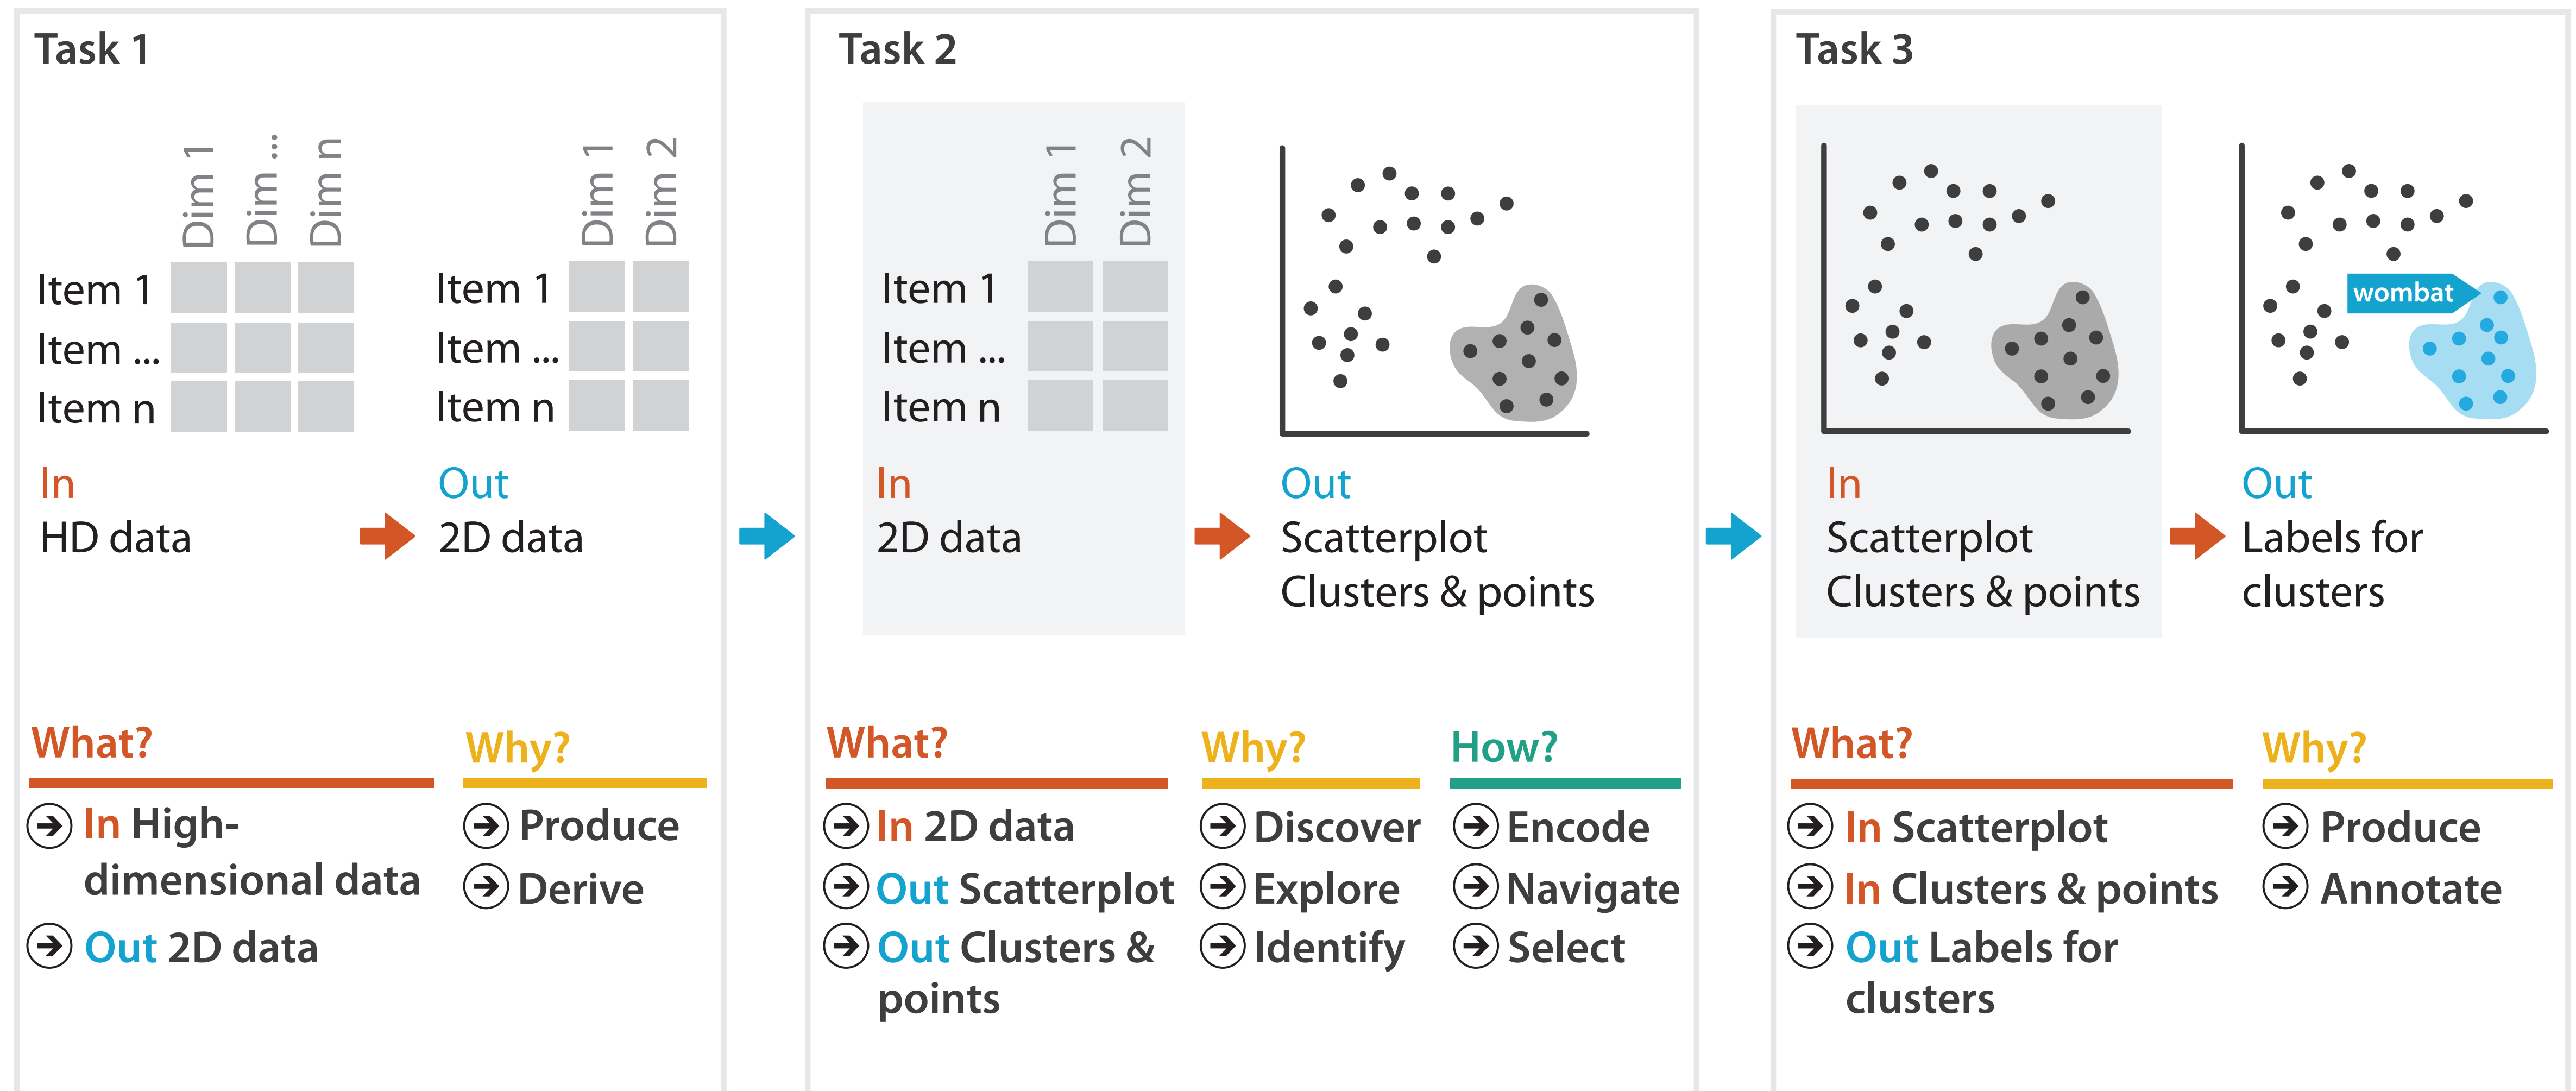 Task 1
Dim 1
Dim ...
Dim n
Item 1
Item ...
Item n
In
HD data
Dim 1
Dim 2
Item 1
Item ...
Item n
Out
2D data
What?
In High-
dimensional data
Out 2D data
Why?
Produce
Derive
Task 2
Dim 1
Dim 2
Item 1
Item ...
Item n
In
2D data
Out
Scatterplot
Clusters & points
What?
In 2D data
Out Scatterplot
Out Clusters &
points
Why?
Discover
Explore
Identify
How?
Encode
Navigate
Select
Task 3
In
Scatterplot
Clusters & points
wombat
Out
Labels for
clusters
What?
In Scatterplot
In Clusters & points
Out Labels for
clusters
Why?
Produce
Annotate